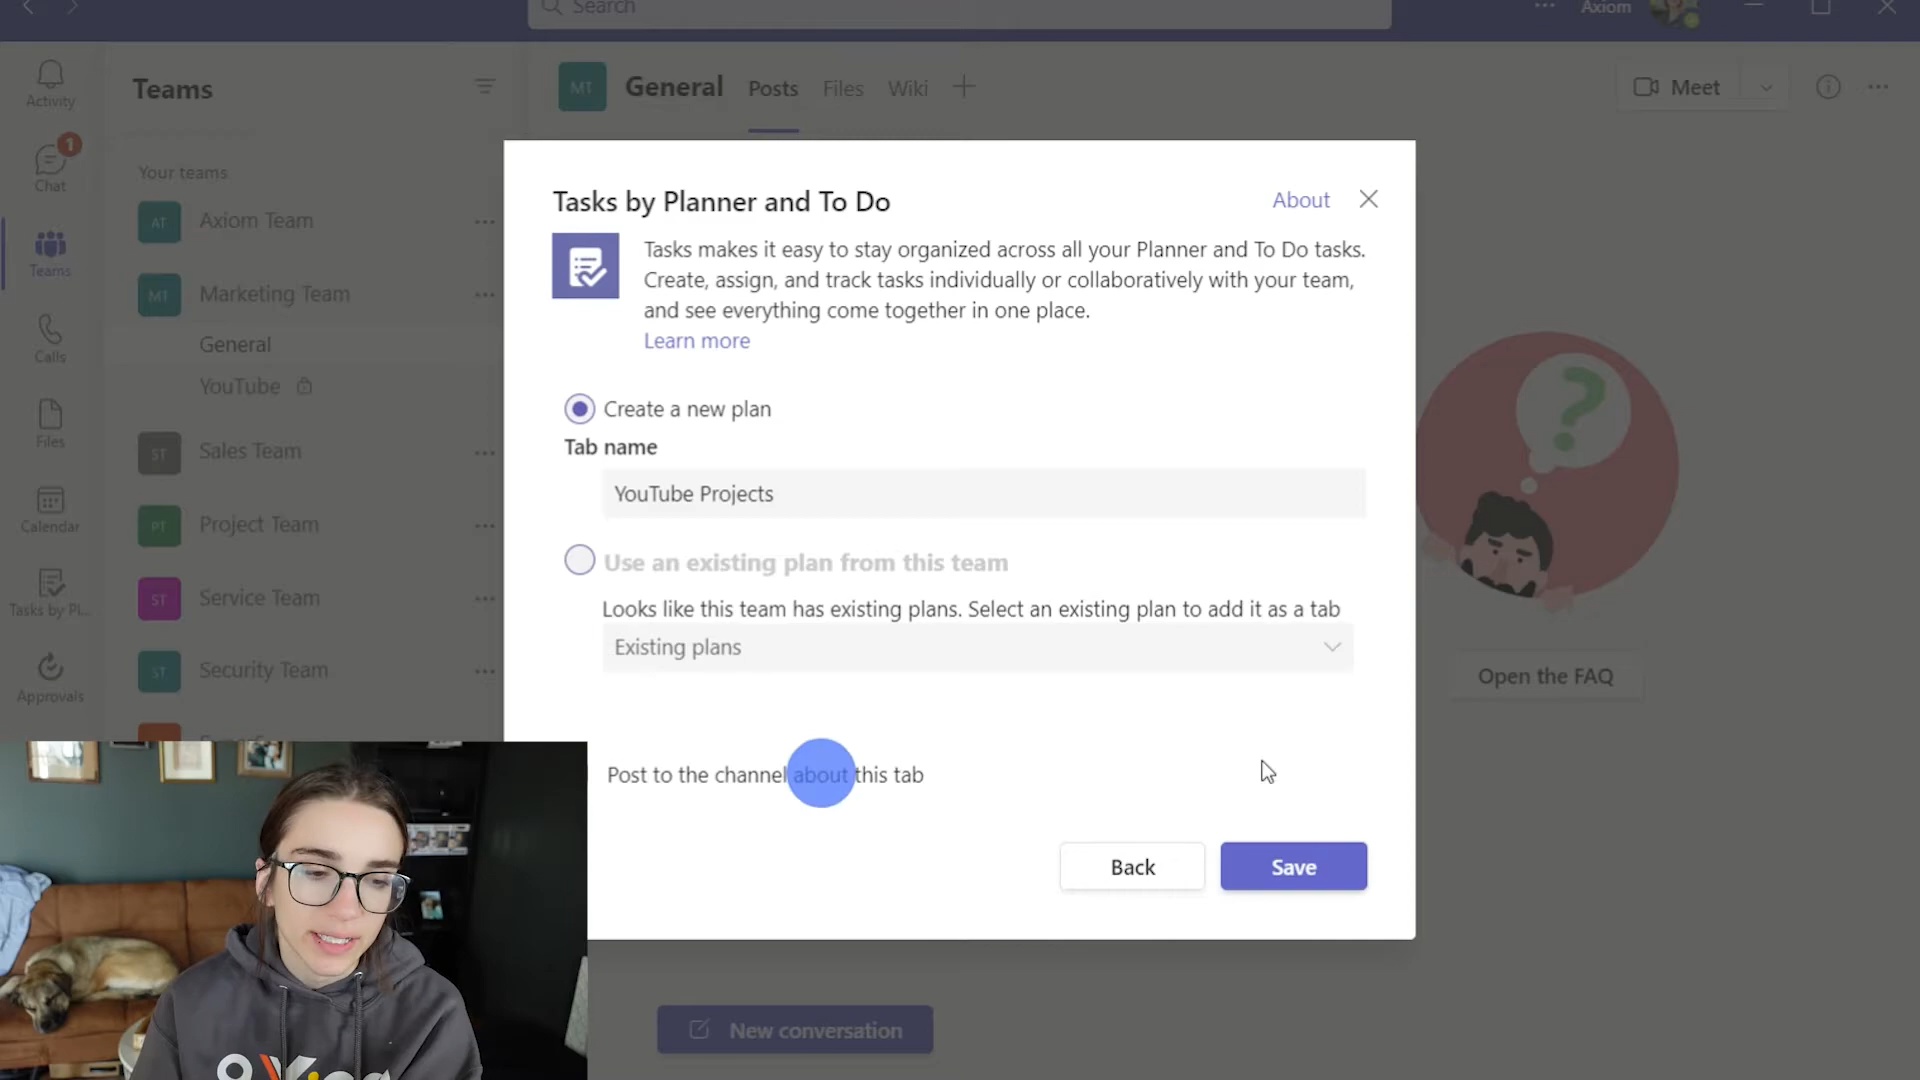 Search
Axiom
Activity
Teams
MT
General
Posts
Files
Wiki
Meet
1
Chat
Your teams
AT
Axiom Team
Teams
MT
Marketing Team
General
YouTube
Calls
Files
ST
Sales Team
Calendar
PT
Project Team
Tasks by Pl...
ST
Service Team
Approvals
ST
Security Team
Tasks by Planner and To Do
About
Tasks makes it easy to stay organized across all your Planner and To Do tasks.
Create, assign, and track tasks individually or collaboratively with your team,
and see everything come together in one place.
Learn more
Create a new plan
Tab name
YouTube Projects
Use an existing plan from this team
Looks like this team has existing plans. Select an existing plan to add it as a tab
Existing plans
Post to the channel about this tab
Back
Save
?
Open the FAQ
New conversation